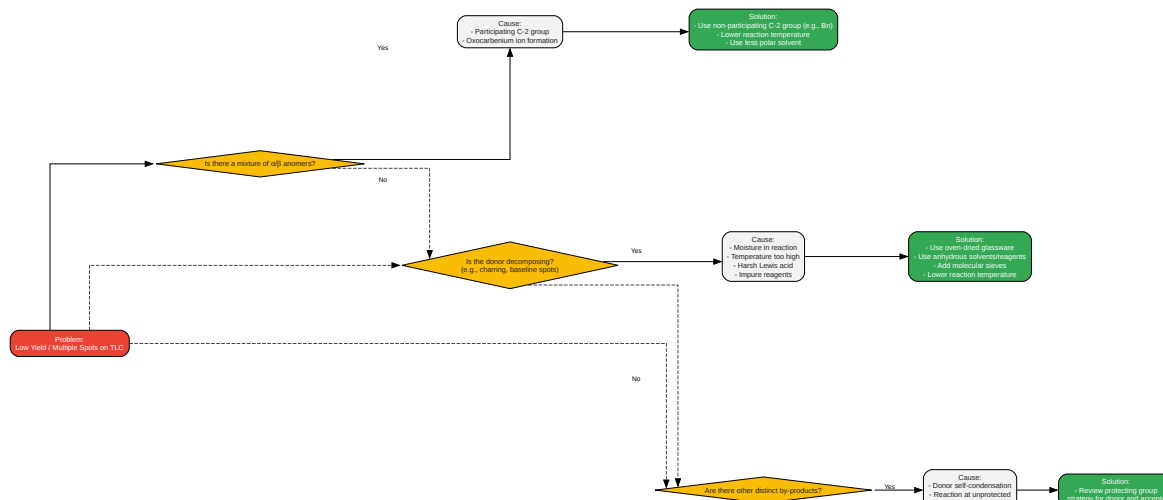 Cause:
- Participating C-2 group
- Oxocarbenium ion formation
Solution:
- Use non-participating C-2 group (e.g., Bn)
- Lower reaction temperature
- Use less polar solvent
Yes
Is there a mixture of α/β anomers?
No
Is the donor decomposing?
(e.g., charring, baseline spots)
Yes
Cause:
- Moisture in reaction
- Temperature too high
- Harsh Lewis acid
- Impure reagents
Solution:
- Use oven-dried glassware
- Use anhydrous solvents/reagents
- Add molecular sieves
- Lower reaction temperature
Problem:
Low Yield / Multiple Spots on TLC
No
Are there other distinct by-products?
Yes
Cause:
- Donor self-condensation
- Reaction at unprotected
Solution:
- Review protecting group
strategy for donor and